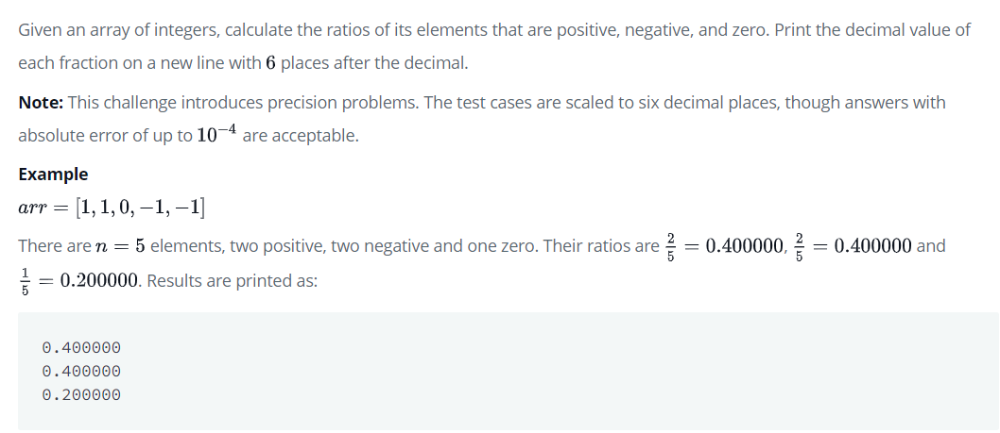 Given an array of integers, calculate the ratios of its elements that are positive, negative, and zero. Print the decimal value of
each fraction on a new line with 6 places after the decimal.
Note: This challenge introduces precision problems. The test cases are scaled to six decimal places, though answers with
absolute error of up to 10⁻⁴ are acceptable.
Example
arr = [1, 1, 0, −1, −1]
There are n = 5 elements, two positive, two negative and one zero. Their ratios are 2/5 = 0.400000, 2/5 = 0.400000 and
1/5 = 0.200000. Results are printed as:
0.400000
0.400000
0.200000